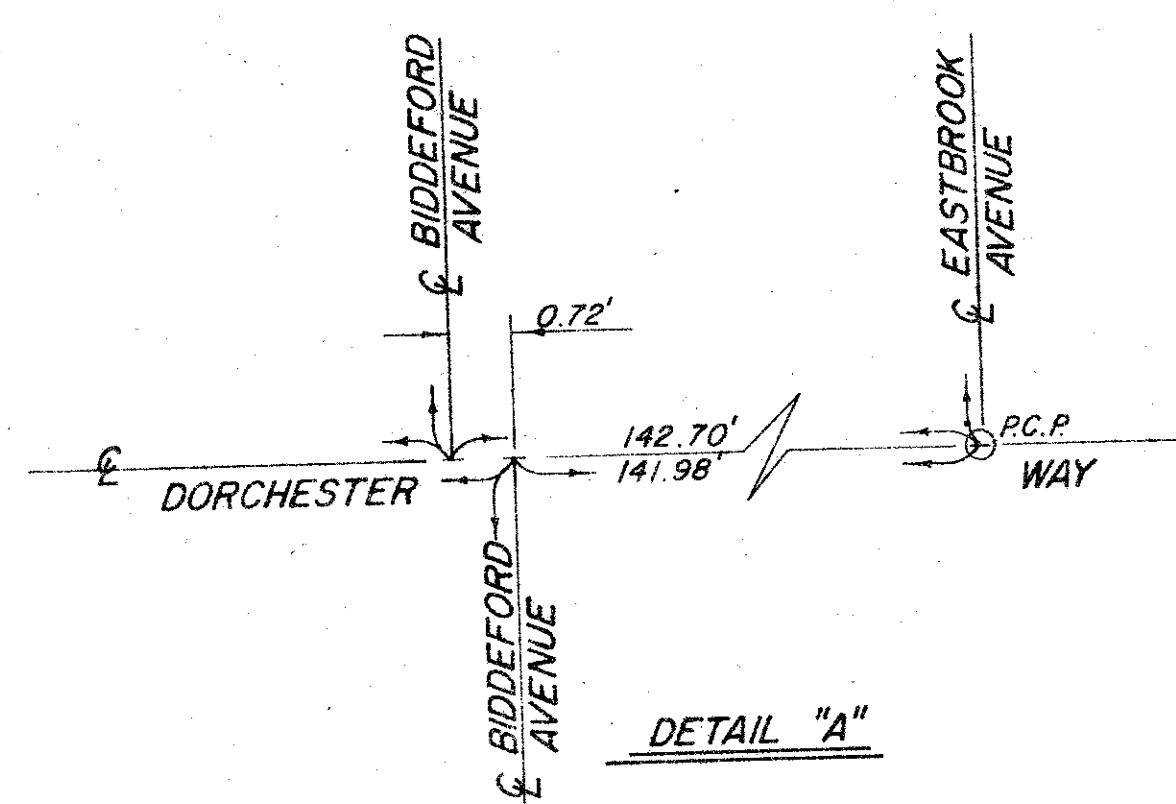 ℄ BIDDEFORD
AVENUE
℄ EASTBROOK
AVENUE
0.72'
142.70'
141.98'
P.C.P.
℄
DORCHESTER
WAY
℄ BIDDEFORD
AVENUE
DETAIL "A"